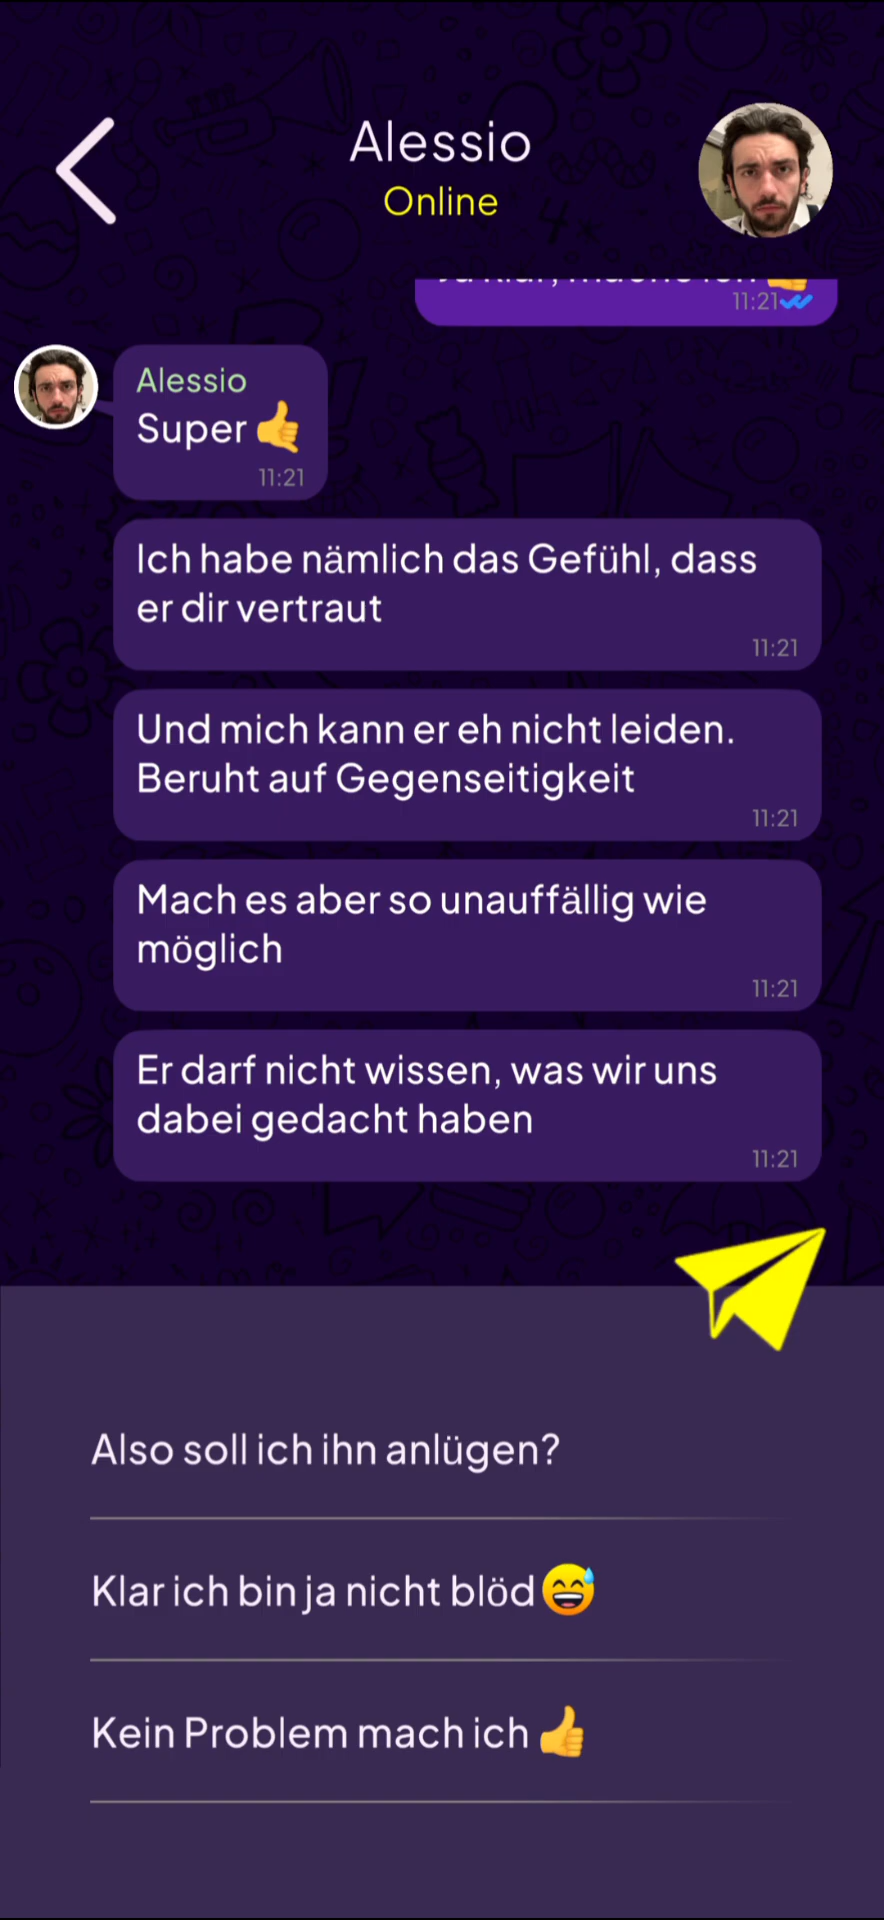 Alessio
Online
11:21
Alessio
Super 🤙
11:21
Ich habe nämlich das Gefühl, dass
er dir vertraut
11:21
Und mich kann er eh nicht leiden.
Beruht auf Gegenseitigkeit
11:21
Mach es aber so unauffällig wie
möglich
11:21
Er darf nicht wissen, was wir uns
dabei gedacht haben
11:21
Also soll ich ihn anlügen?
Klar ich bin ja nicht blöd😅
Kein Problem mach ich 👍